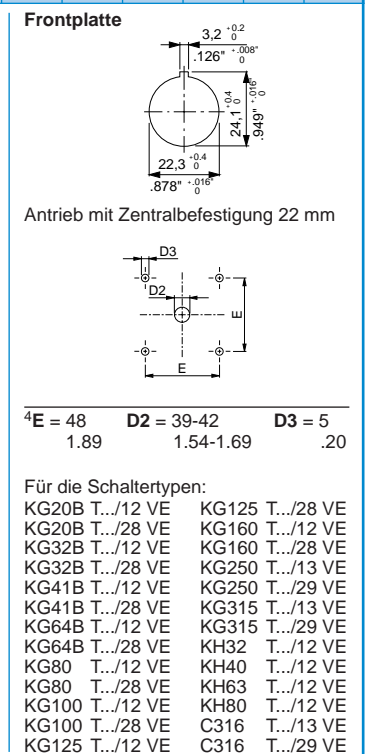 Frontplatte
3,2 +0.2 0
.126" +.008" 0
24,1 +0.4 0
.949" +.016" 0
22,3 +0.4 0
.878" +.016" 0
Antrieb mit Zentralbefestigung 22 mm
D3
D2
E
E
4E = 48 D2 = 39-42 D3 = 5
1.89 1.54-1.69 .20
Für die Schaltertypen:
KG20B T.../12 VE KG125 T.../28 VE
KG20B T.../28 VE KG160 T.../12 VE
KG32B T.../12 VE KG160 T.../28 VE
KG32B T.../28 VE KG250 T.../13 VE
KG41B T.../12 VE KG250 T.../29 VE
KG41B T.../28 VE KG315 T.../13 VE
KG64B T.../12 VE KG315 T.../29 VE
KG64B T.../28 VE KH32 T.../12 VE
KG80 T.../12 VE KH40 T.../12 VE
KG80 T.../28 VE KH63 T.../12 VE
KG100 T.../12 VE KH80 T.../12 VE
KG100 T.../28 VE C316 T.../13 VE
KG125 T.../12 VE C316 T.../29 VE